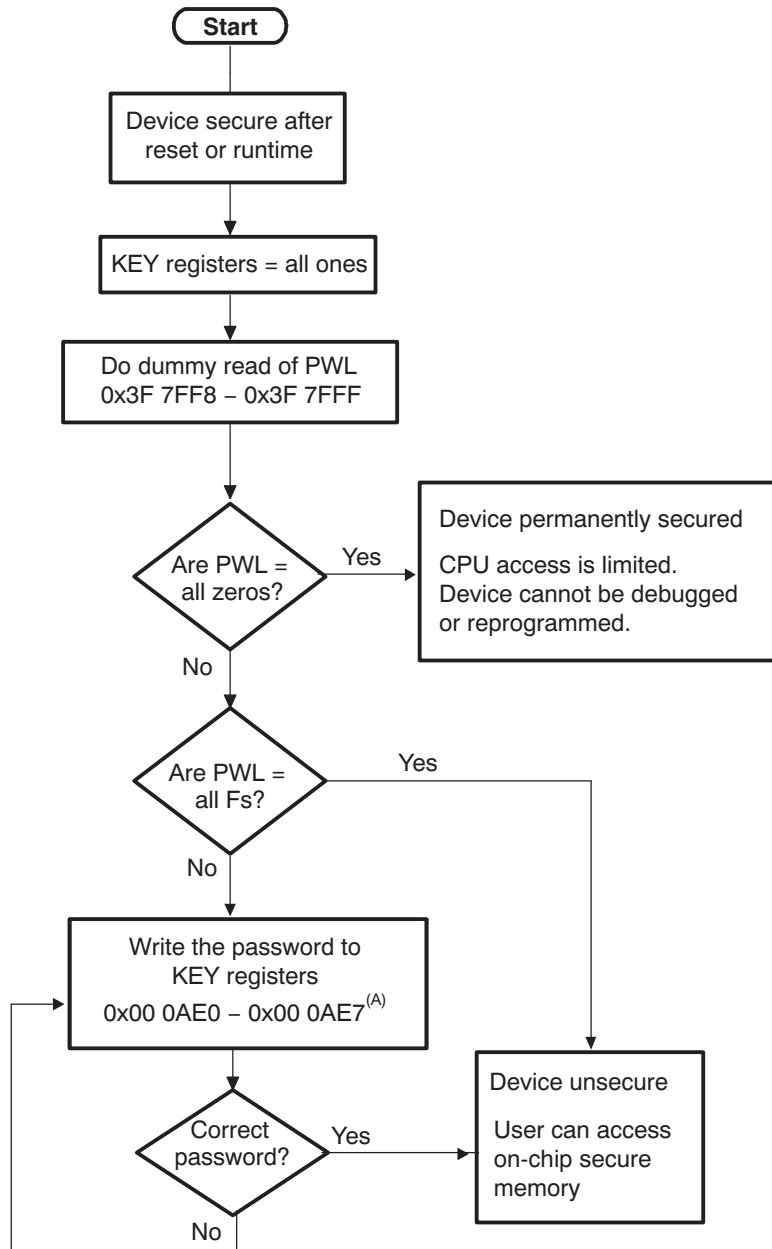 Start
Device secure after
reset or runtime
KEY registers = all ones
Do dummy read of PWL
0x3F 7FF8 – 0x3F 7FFF
Are PWL =
all zeros?
Yes
Device permanently secured
CPU access is limited.
Device cannot be debugged
or reprogrammed.
No
Are PWL =
all Fs?
Yes
No
Write the password to
KEY registers
0x00 0AE0 – 0x00 0AE7(A)
Correct
password?
Yes
Device unsecure
User can access
on-chip secure
memory
No